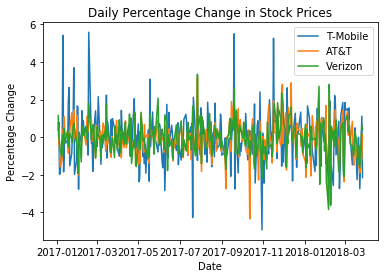 Daily Percentage Change in Stock Prices
T-Mobile
AT&T
Verizon
Percentage Change
6
4
2
0
−2
−4
2017-01 2017-03 2017-05 2017-07 2017-09 2017-11 2018-01 2018-03
Date